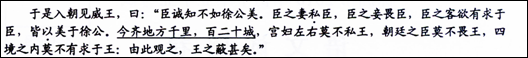 于是入朝见威王，曰：“臣诚知不如徐公美。臣之妻私臣，臣之妾畏臣，臣之客欲有求于
臣，皆以美于徐公。今齐地方千里，百二十城，宫妇左右莫不私王，朝廷之臣莫不畏王，四
境之内莫不有求于王：由此观之，王之蔽甚矣。”